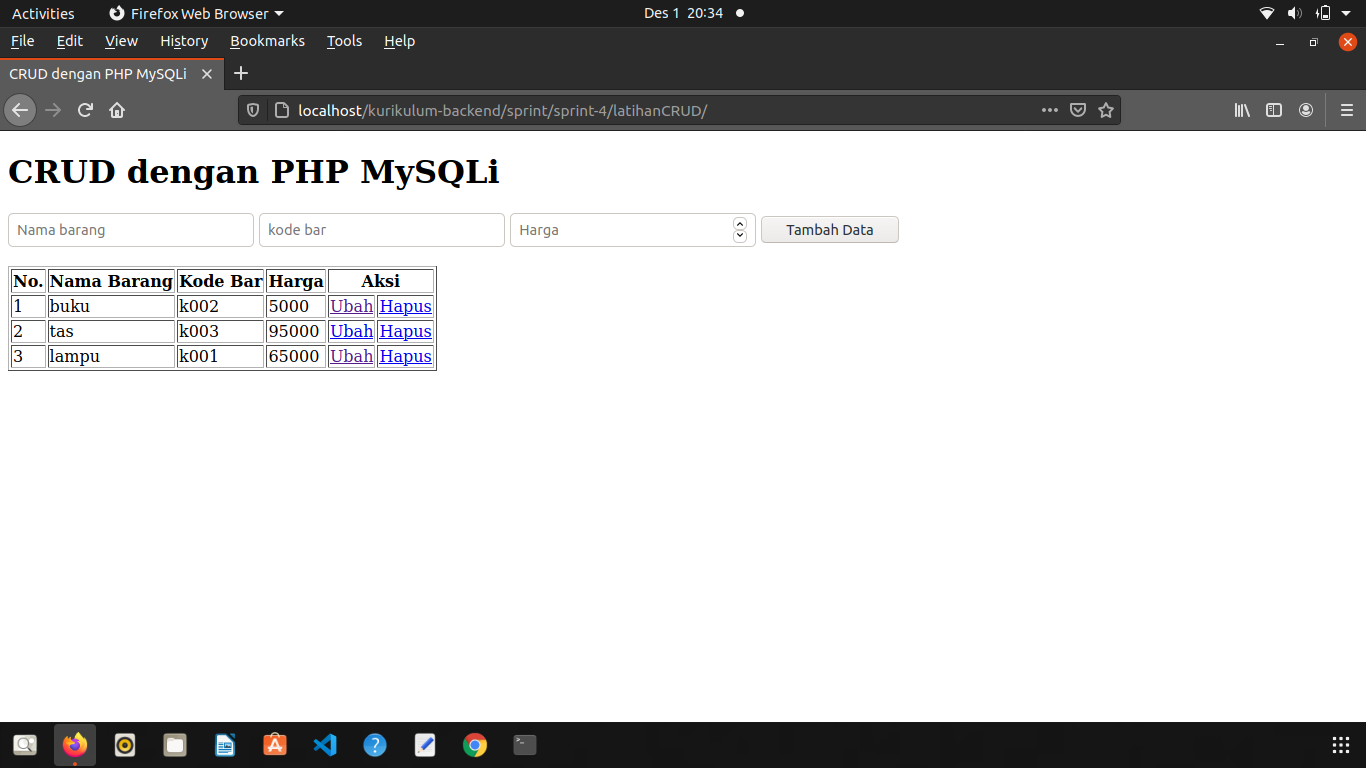 Activities Firefox Web Browser Des 1 20:34
File Edit View History Bookmarks Tools Help
CRUD dengan PHP MySQLi
localhost/kurikulum-backend/sprint/sprint-4/latihanCRUD/
CRUD dengan PHP MySQLi
Nama barang kode bar Harga Tambah Data
No. Nama Barang Kode Bar Harga Aksi
1 buku k002 5000 Ubah Hapus
2 tas k003 95000 Ubah Hapus
3 lampu k001 65000 Ubah Hapus